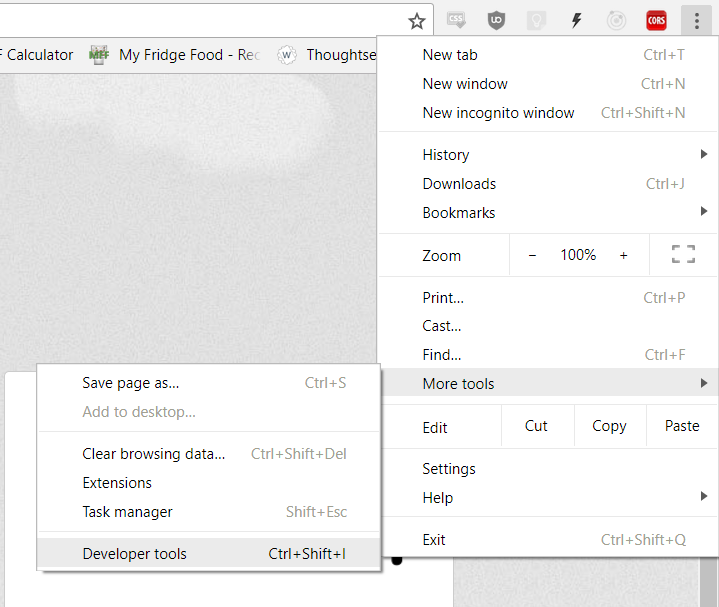 CSS UD CORS
F Calculator MFF My Fridge Food - Rec W Thoughtse
New tab Ctrl+T
New window Ctrl+N
New incognito window Ctrl+Shift+N
History
Downloads Ctrl+J
Bookmarks
Zoom − 100% +
Print... Ctrl+P
Cast...
Find... Ctrl+F
More tools
Edit Cut Copy Paste
Settings
Help
Exit Ctrl+Shift+Q
Save page as... Ctrl+S
Add to desktop...
Clear browsing data... Ctrl+Shift+Del
Extensions
Task manager Shift+Esc
Developer tools Ctrl+Shift+I